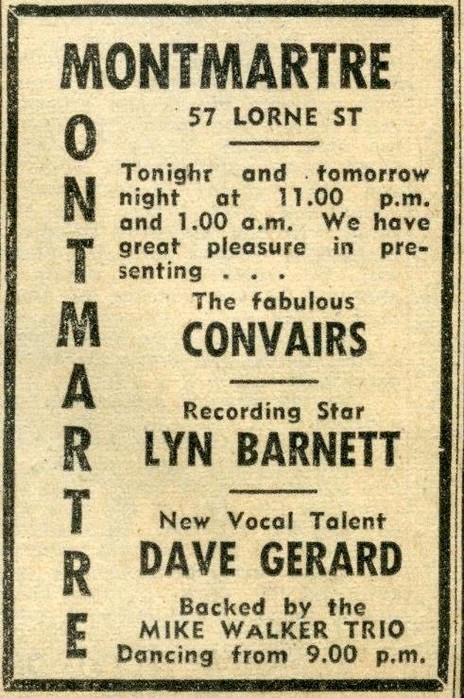 MONTMARTRE
57 LORNE ST
Tonight and tomorrow
night at 11.00 p.m.
and 1.00 a.m. We have
great pleasure in pre-
senting . . .
The fabulous
CONVAIRS
Recording Star
LYN BARNETT
New Vocal Talent
DAVE GERARD
Backed by the
MIKE WALKER TRIO
Dancing from 9.00 p.m.
MONTMARTRE